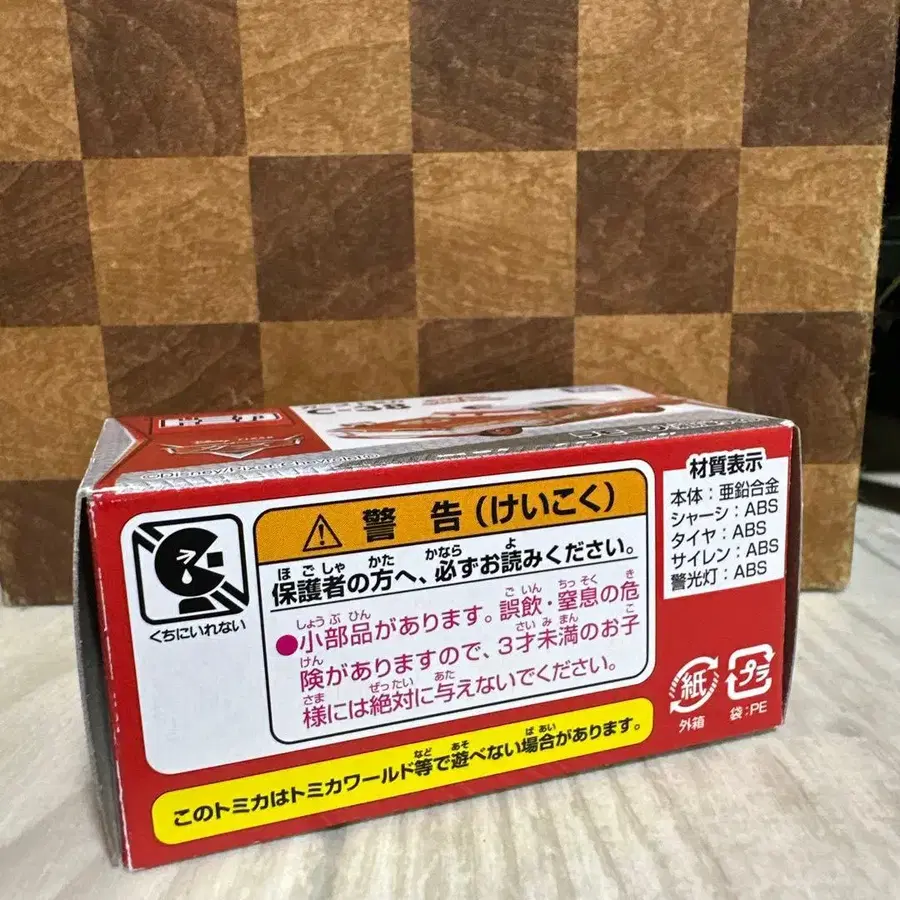 C-38
くちにいれない
警 告（けいこく）
保護者の方へ、必ずお読みください。
●小部品があります。誤飲・窒息の危
険がありますので、3才未満のお子
様には絶対に与えないでください。
このトミカはトミカワールド等で遊べない場合があります。
材質表示
本体：亜鉛合金
シャーシ：ABS
タイヤ：ABS
サイレン：ABS
警光灯：ABS
紙
外箱
プラ
袋：PE